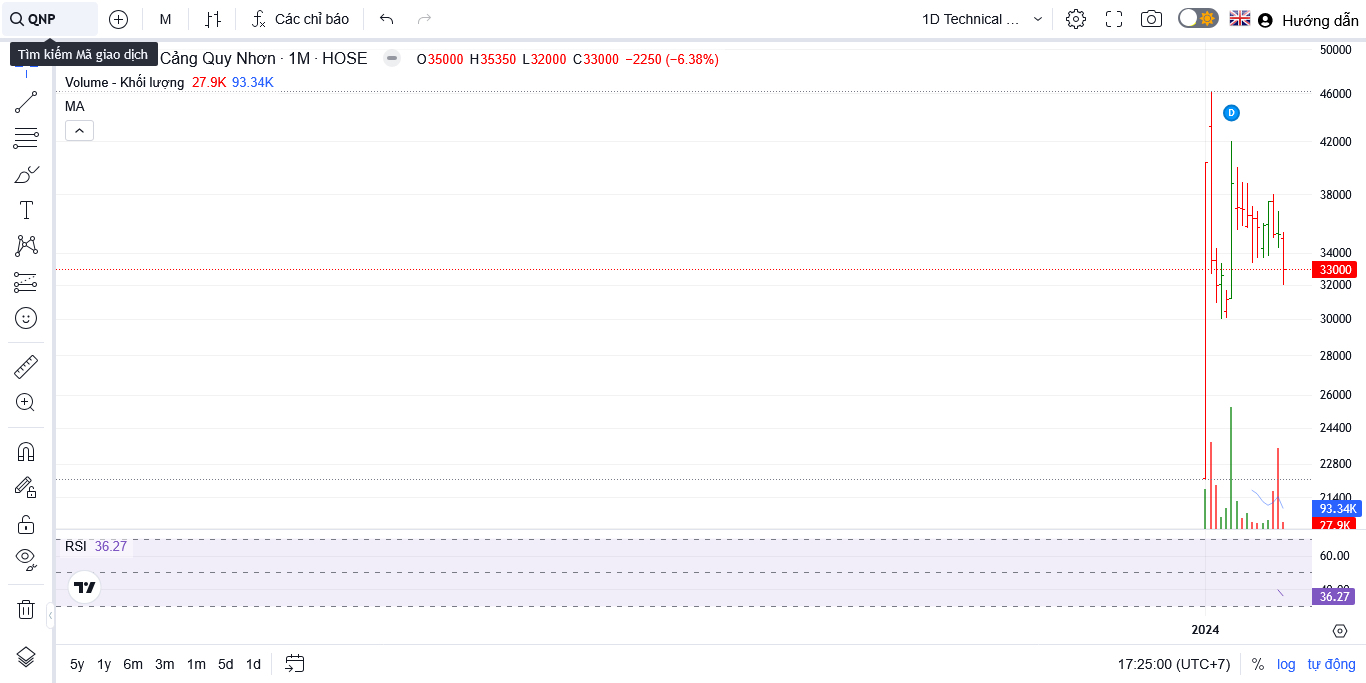 QNP
M
Các chỉ báo
1D Technical ...
Hướng dẫn
Tìm kiếm Mã giao dịch
Cảng Quy Nhơn · 1M · HOSE
O35000 H35350 L32000 C33000 −2250 (−6.38%)
Volume - Khối lượng 27.9K 93.34K
MA
D
50000
46000
42000
38000
34000
33000
32000
30000
28000
26000
24400
22800
21400
93.34K
27.9K
RSI 36.27
60.00
36.27
2024
5y 1y 6m 3m 1m 5d 1d
17:25:00 (UTC+7)
% log tự động